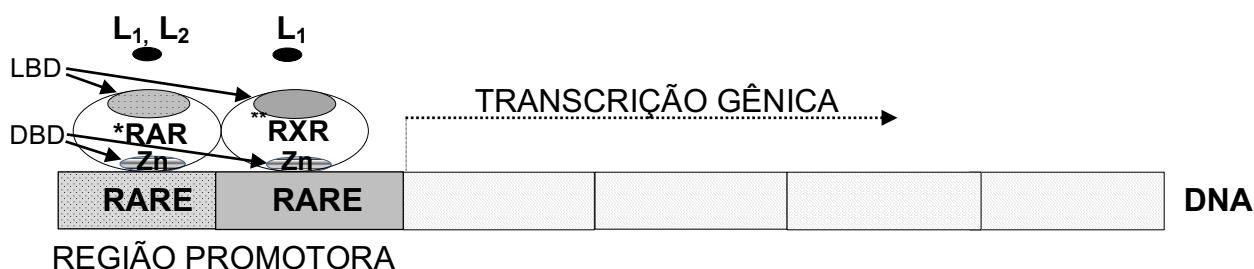 L1, L2 L1
LBD
TRANSCRIÇÃO GÊNICA
*RAR **RXR
DBD
Zn Zn
RARE RARE DNA
REGIÃO PROMOTORA